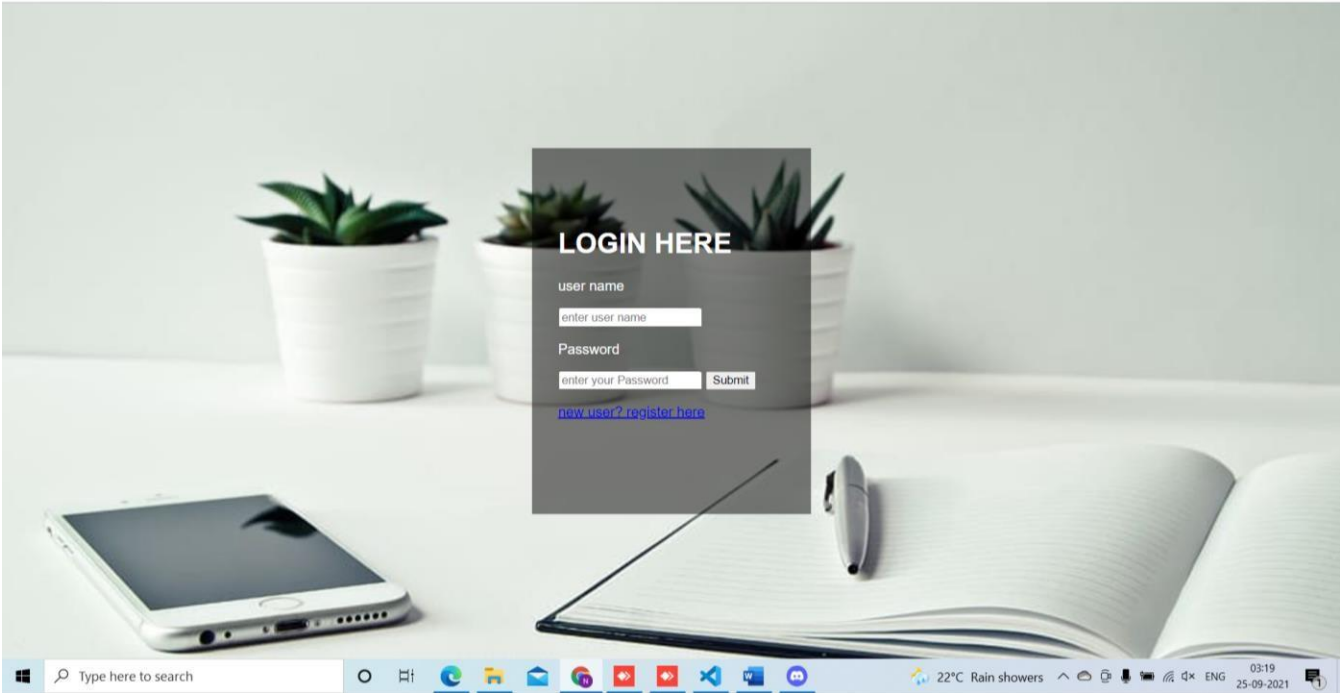 LOGIN HERE
user name
enter user name
Password
enter your Password Submit
new user? register here
Type here to search
22°C Rain showers ENG 03:19
25-09-2021